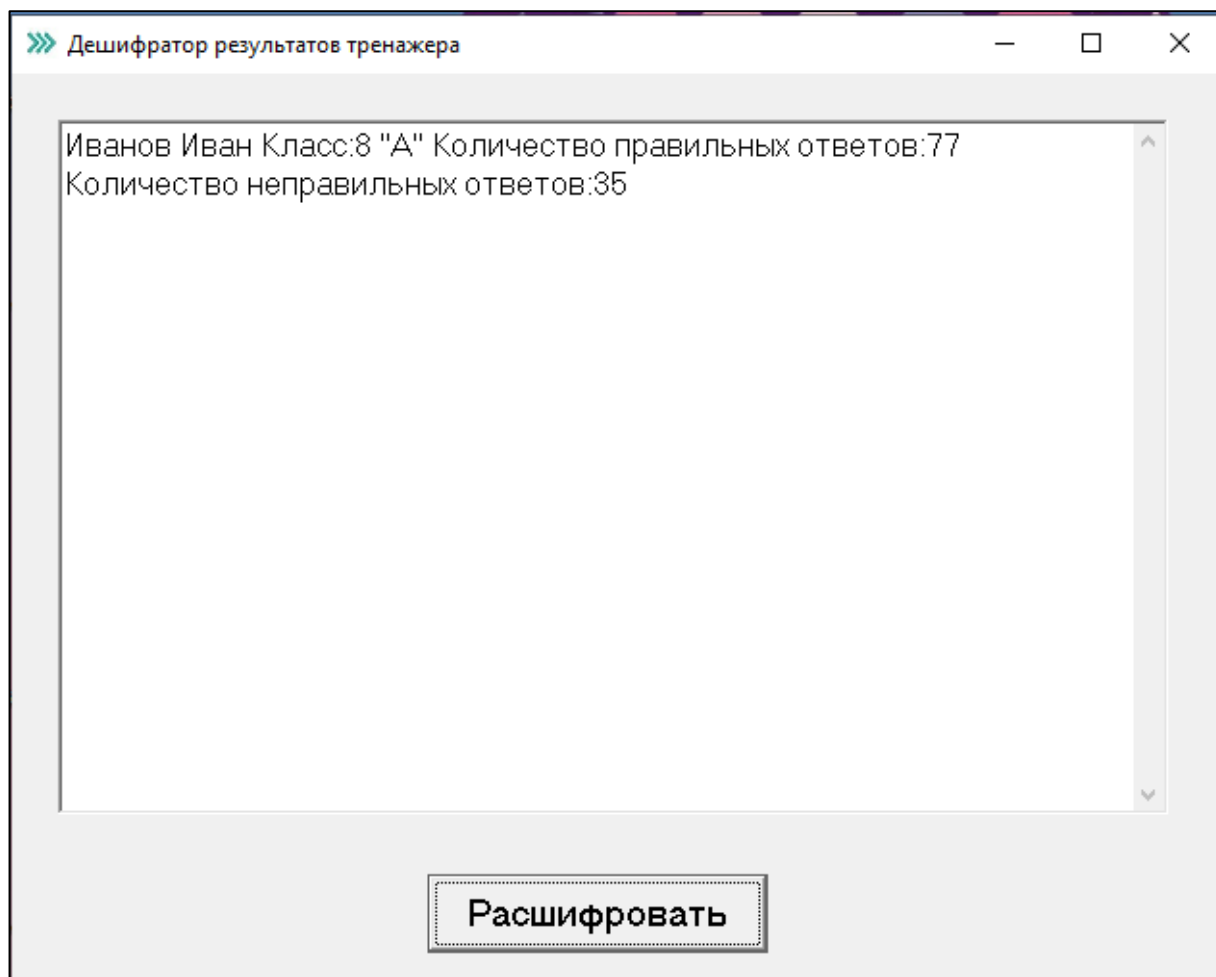 Дешифратор результатов тренажера
Иванов Иван Класс:8 "А" Количество правильных ответов:77
Количество неправильных ответов:35
Расшифровать